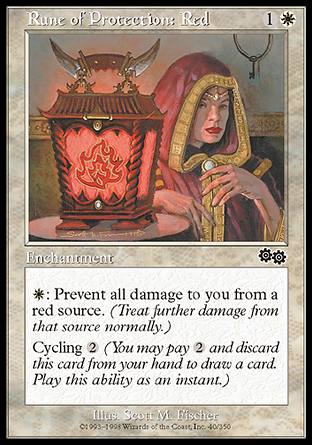 Rune of Protection: Red 1
Enchantment
: Prevent all damage to you from a
red source. (Treat further damage from
that source normally.)
Cycling 2 (You may pay 2 and discard
this card from your hand to draw a card.
Play this ability as an instant.)
Illus. Scott M. Fischer
©1993–1998 Wizards of the Coast, Inc. 40/350